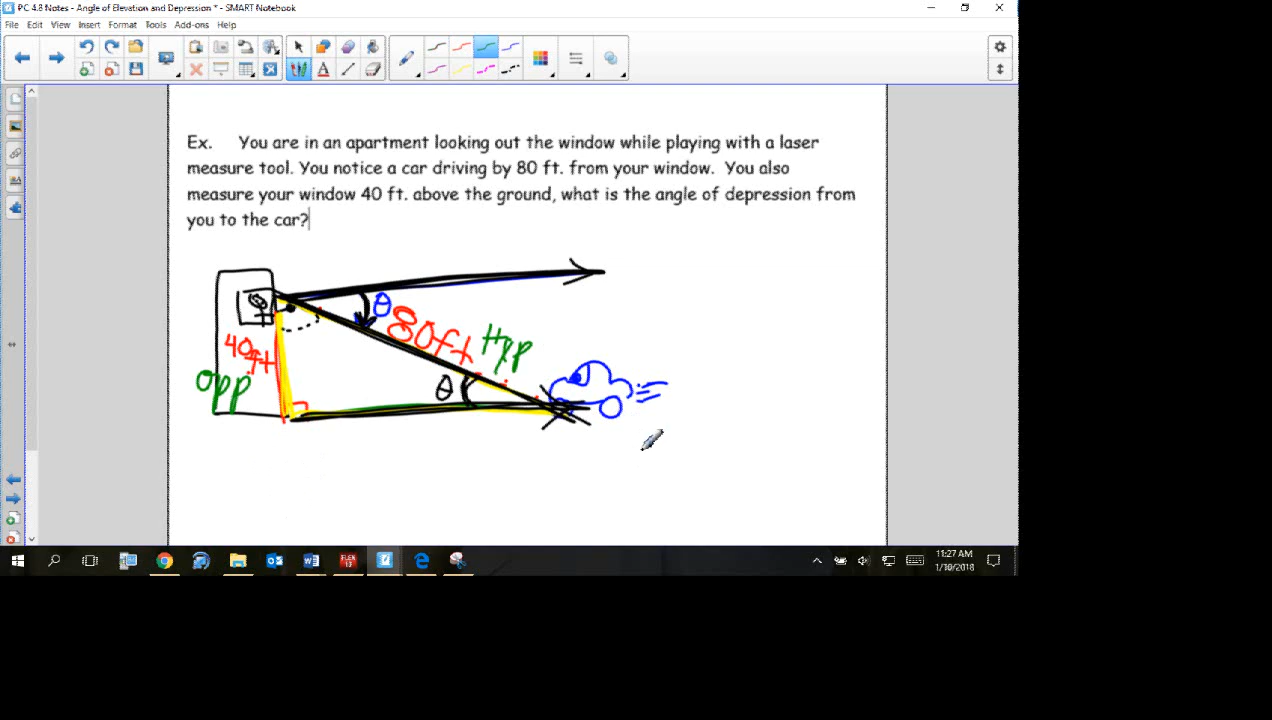 PC 4.8 Notes - Angle of Elevation and Depression * - SMART Notebook
File Edit View Insert Format Tools Add-ons Help
Ex. You are in an apartment looking out the window while playing with a laser
measure tool. You notice a car driving by 80 ft. from your window. You also
measure your window 40 ft. above the ground, what is the angle of depression from
you to the car?
θ
80ft
Hyp
40ft
opp.
θ
11:27 AM
1/10/2018